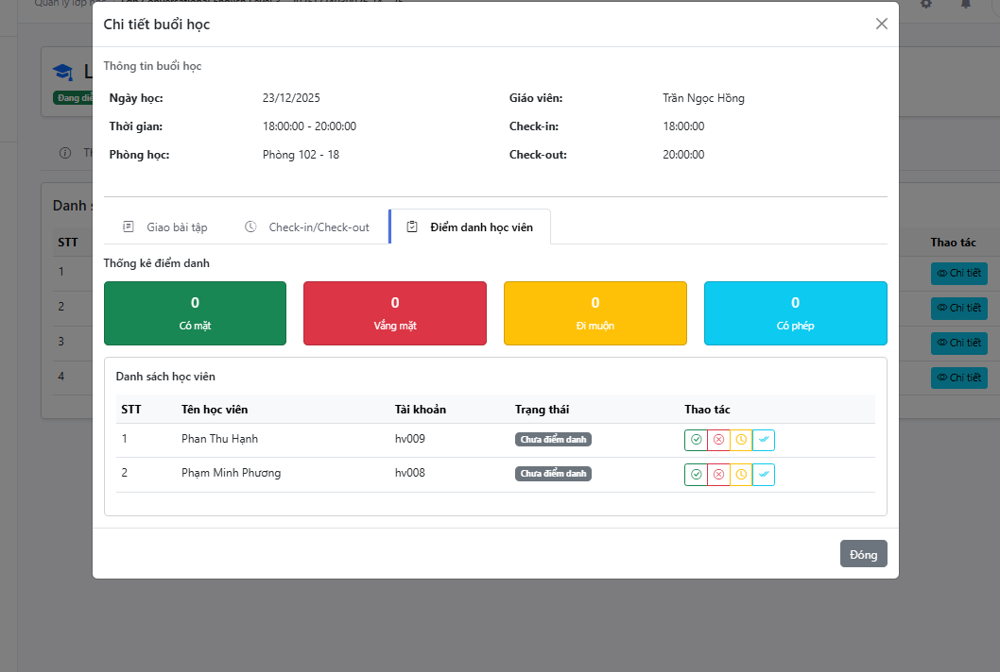 Chi tiết buổi học
Thông tin buổi học
Ngày học: 23/12/2025 Giáo viên: Trần Ngọc Hồng
Thời gian: 18:00:00 - 20:00:00 Check-in: 18:00:00
Phòng học: Phòng 102 - 18 Check-out: 20:00:00
Giao bài tập Check-in/Check-out Điểm danh học viên
Thống kê điểm danh
0 0 0 0
Có mặt Vắng mặt Đi muộn Có phép
Danh sách học viên
STT Tên học viên Tài khoản Trạng thái Thao tác
1 Phan Thu Hạnh hv009 Chưa điểm danh
2 Phạm Minh Phương hv008 Chưa điểm danh
Đóng
L
Đang
Danh
STT Thao tác
1 Chi tiết
2 Chi tiết
3 Chi tiết
4 Chi tiết